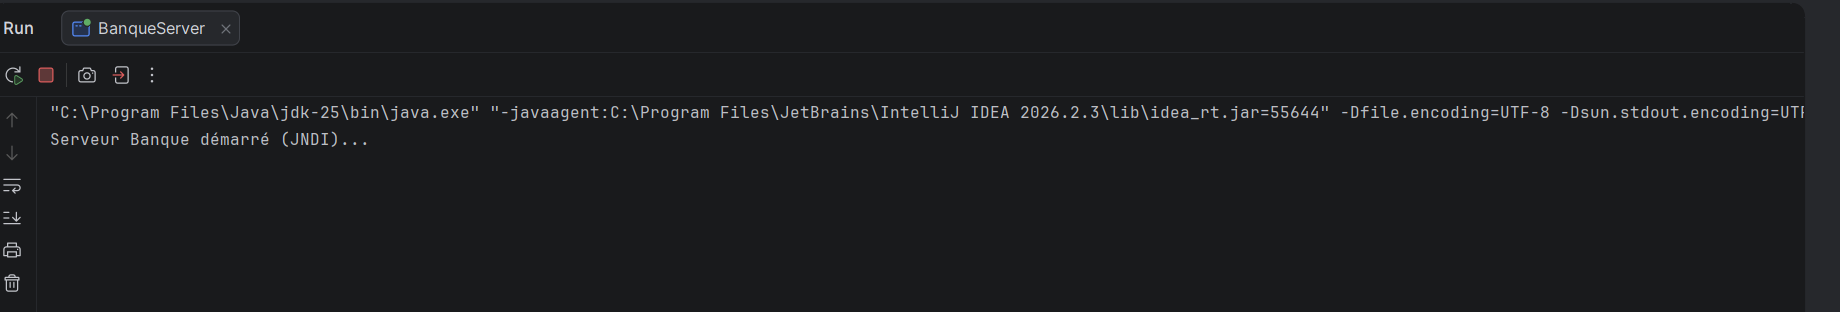 Run
BanqueServer
"C:\Program Files\Java\jdk-25\bin\java.exe" "-javaagent:C:\Program Files\JetBrains\IntelliJ IDEA 2026.2.3\lib\idea_rt.jar=55644" -Dfile.encoding=UTF-8 -Dsun.stdout.encoding=UTF
Serveur Banque démarré (JNDI)...